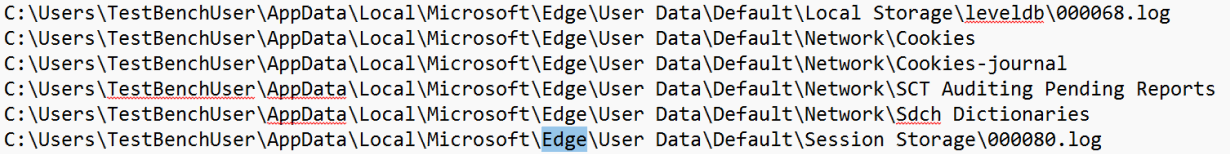 C:\Users\TestBenchUser\AppData\Local\Microsoft\Edge\User Data\Default\Local Storage\leveldb\000068.log
C:\Users\TestBenchUser\AppData\Local\Microsoft\Edge\User Data\Default\Network\Cookies
C:\Users\TestBenchUser\AppData\Local\Microsoft\Edge\User Data\Default\Network\Cookies-journal
C:\Users\TestBenchUser\AppData\Local\Microsoft\Edge\User Data\Default\Network\SCT Auditing Pending Reports
C:\Users\TestBenchUser\AppData\Local\Microsoft\Edge\User Data\Default\Network\Sdch Dictionaries
C:\Users\TestBenchUser\AppData\Local\Microsoft\Edge\User Data\Default\Session Storage\000080.log